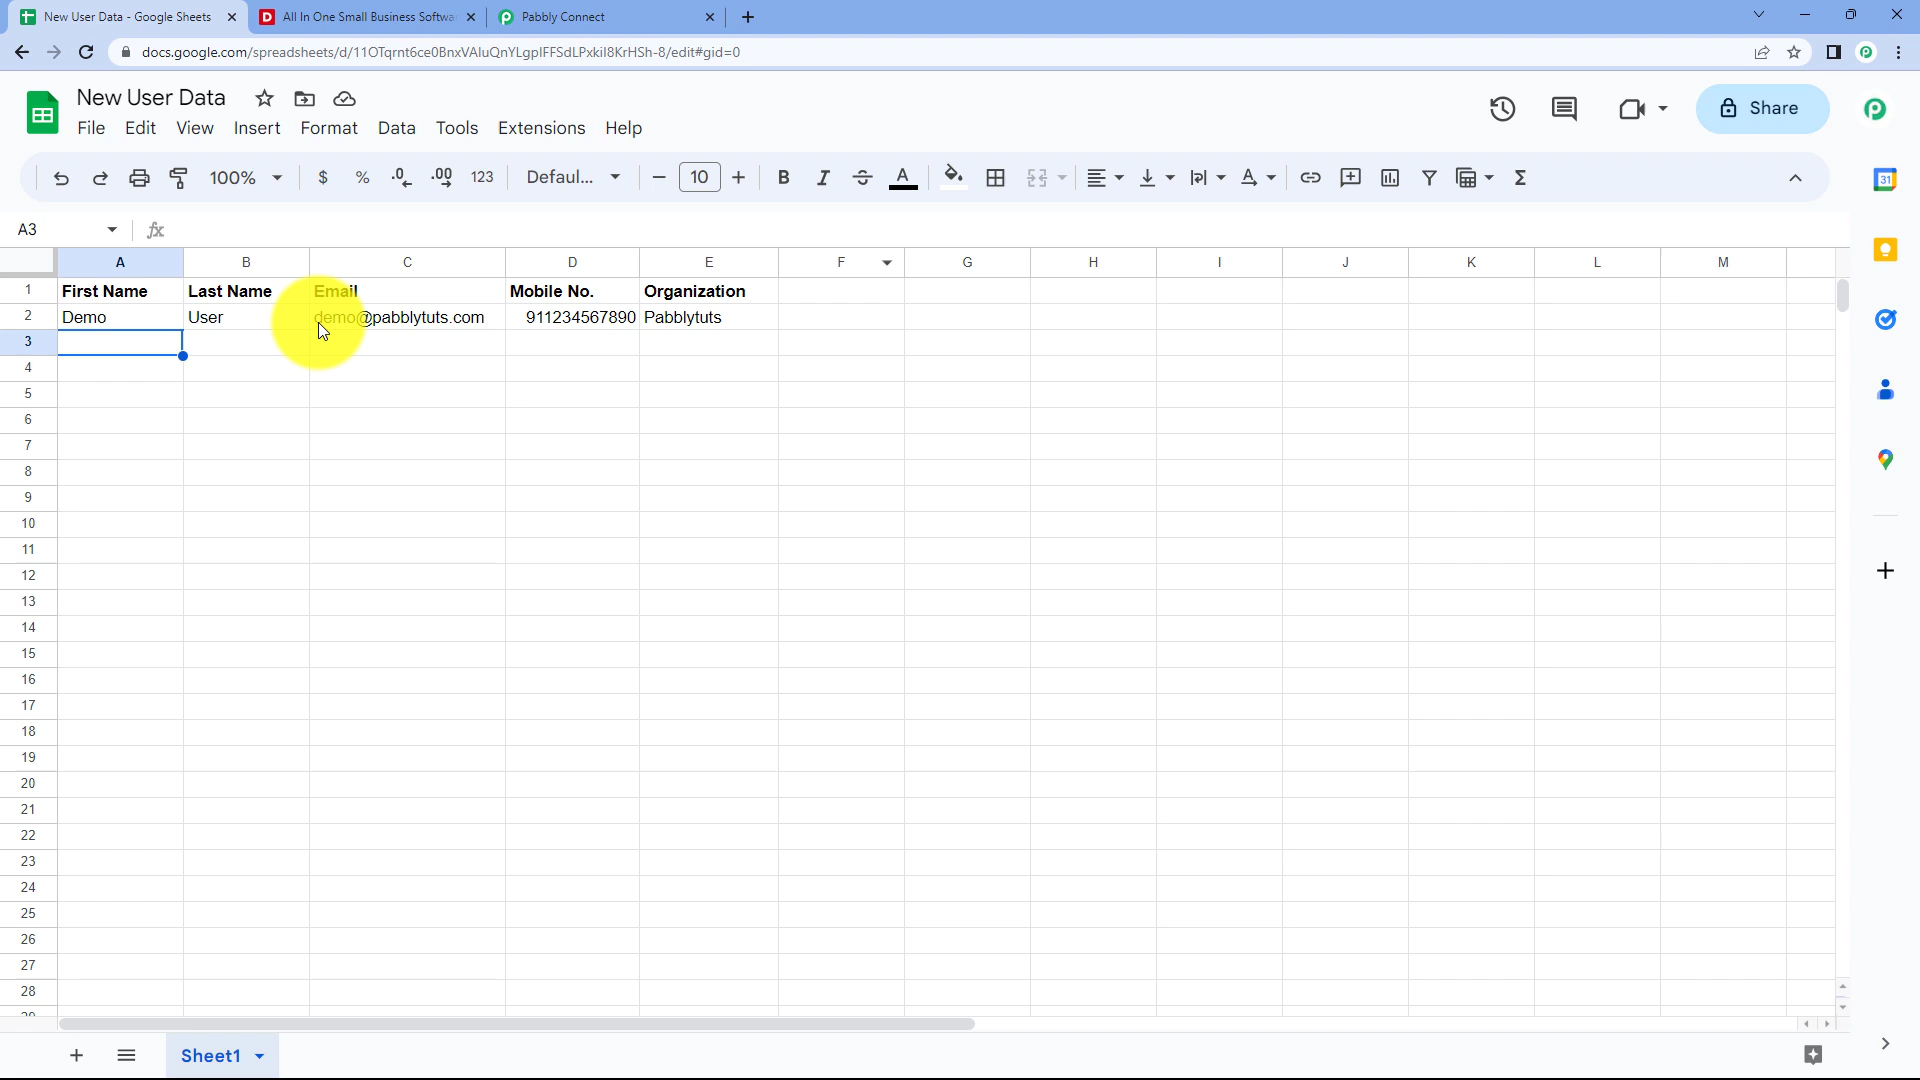 New User Data - Google Sheets
D All In One Small Business Softwa
Pabbly Connect
docs.google.com/spreadsheets/d/11OTqrnt6ce0BnxVAluQnYLgpIFFSdLPxkil8KrHSh-8/edit#gid=0
New User Data
File Edit View Insert Format Data Tools Extensions Help
Share
100% $ % .0 .00 123 Defaul... 10 B I S A
31
A3 fx
A B C D E F G H I J K L M
1 First Name Last Name Email Mobile No. Organization
2 Demo User demo@pabblytuts.com 911234567890 Pabblytuts
3
4
5
6
7
8
9
10
11
12
13
14
15
16
17
18
19
20
21
22
23
24
25
26
27
28
29
Sheet1